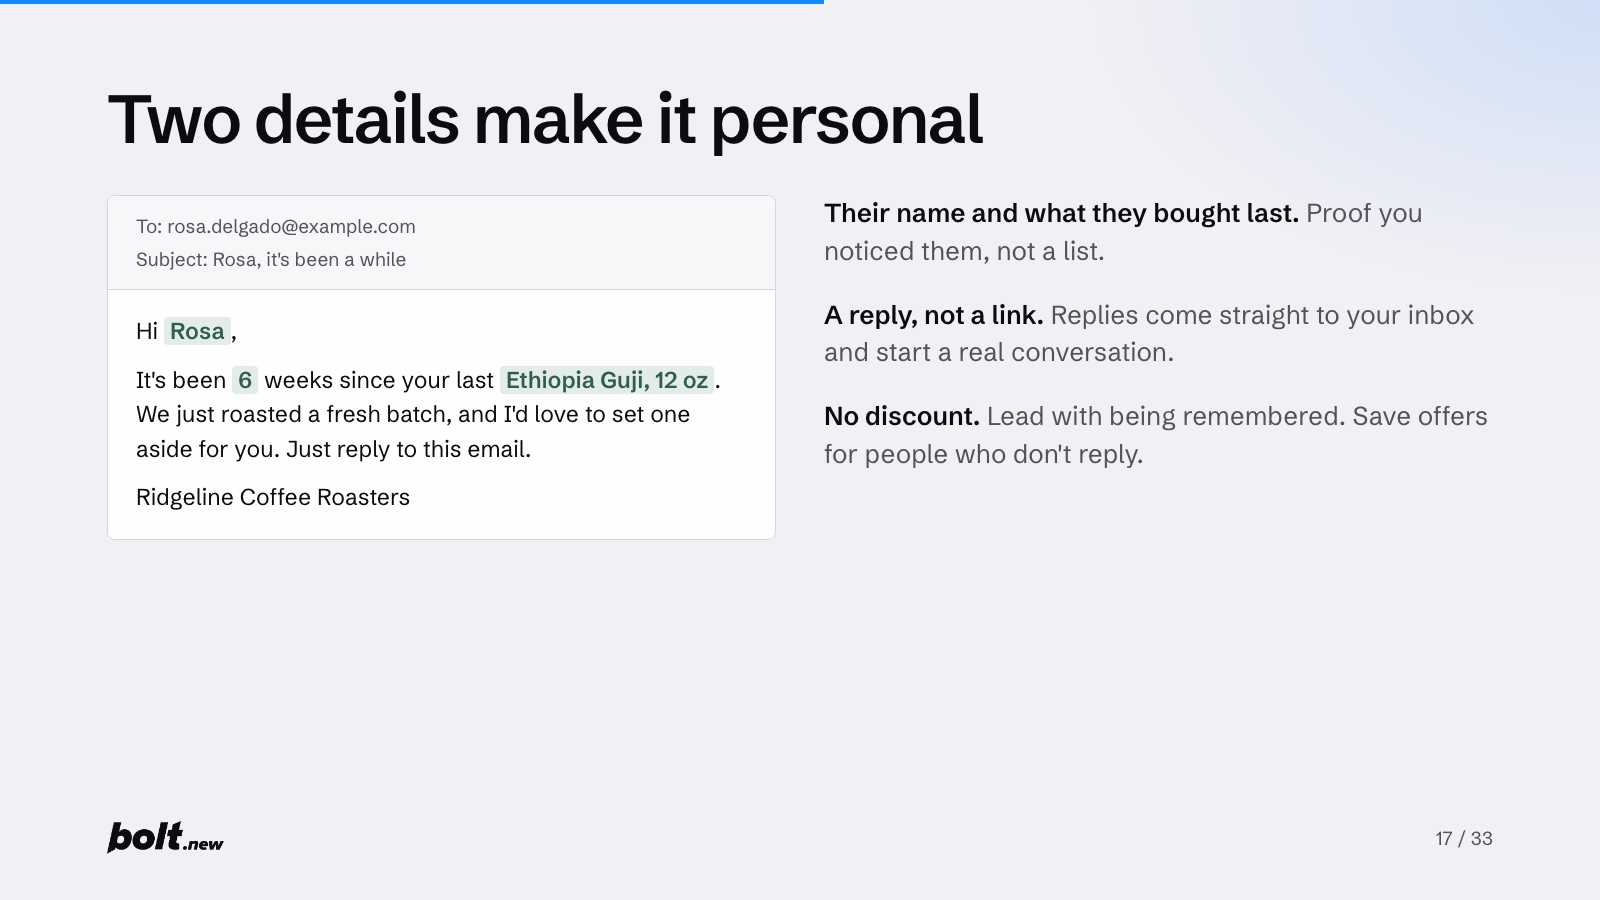 Two details make it personal
To: rosa.delgado@example.com
Subject: Rosa, it's been a while
Hi Rosa,
It's been 6 weeks since your last Ethiopia Guji, 12 oz.
We just roasted a fresh batch, and I'd love to set one
aside for you. Just reply to this email.
Ridgeline Coffee Roasters
Their name and what they bought last. Proof you
noticed them, not a list.
A reply, not a link. Replies come straight to your inbox
and start a real conversation.
No discount. Lead with being remembered. Save offers
for people who don't reply.
bolt.new
17 / 33